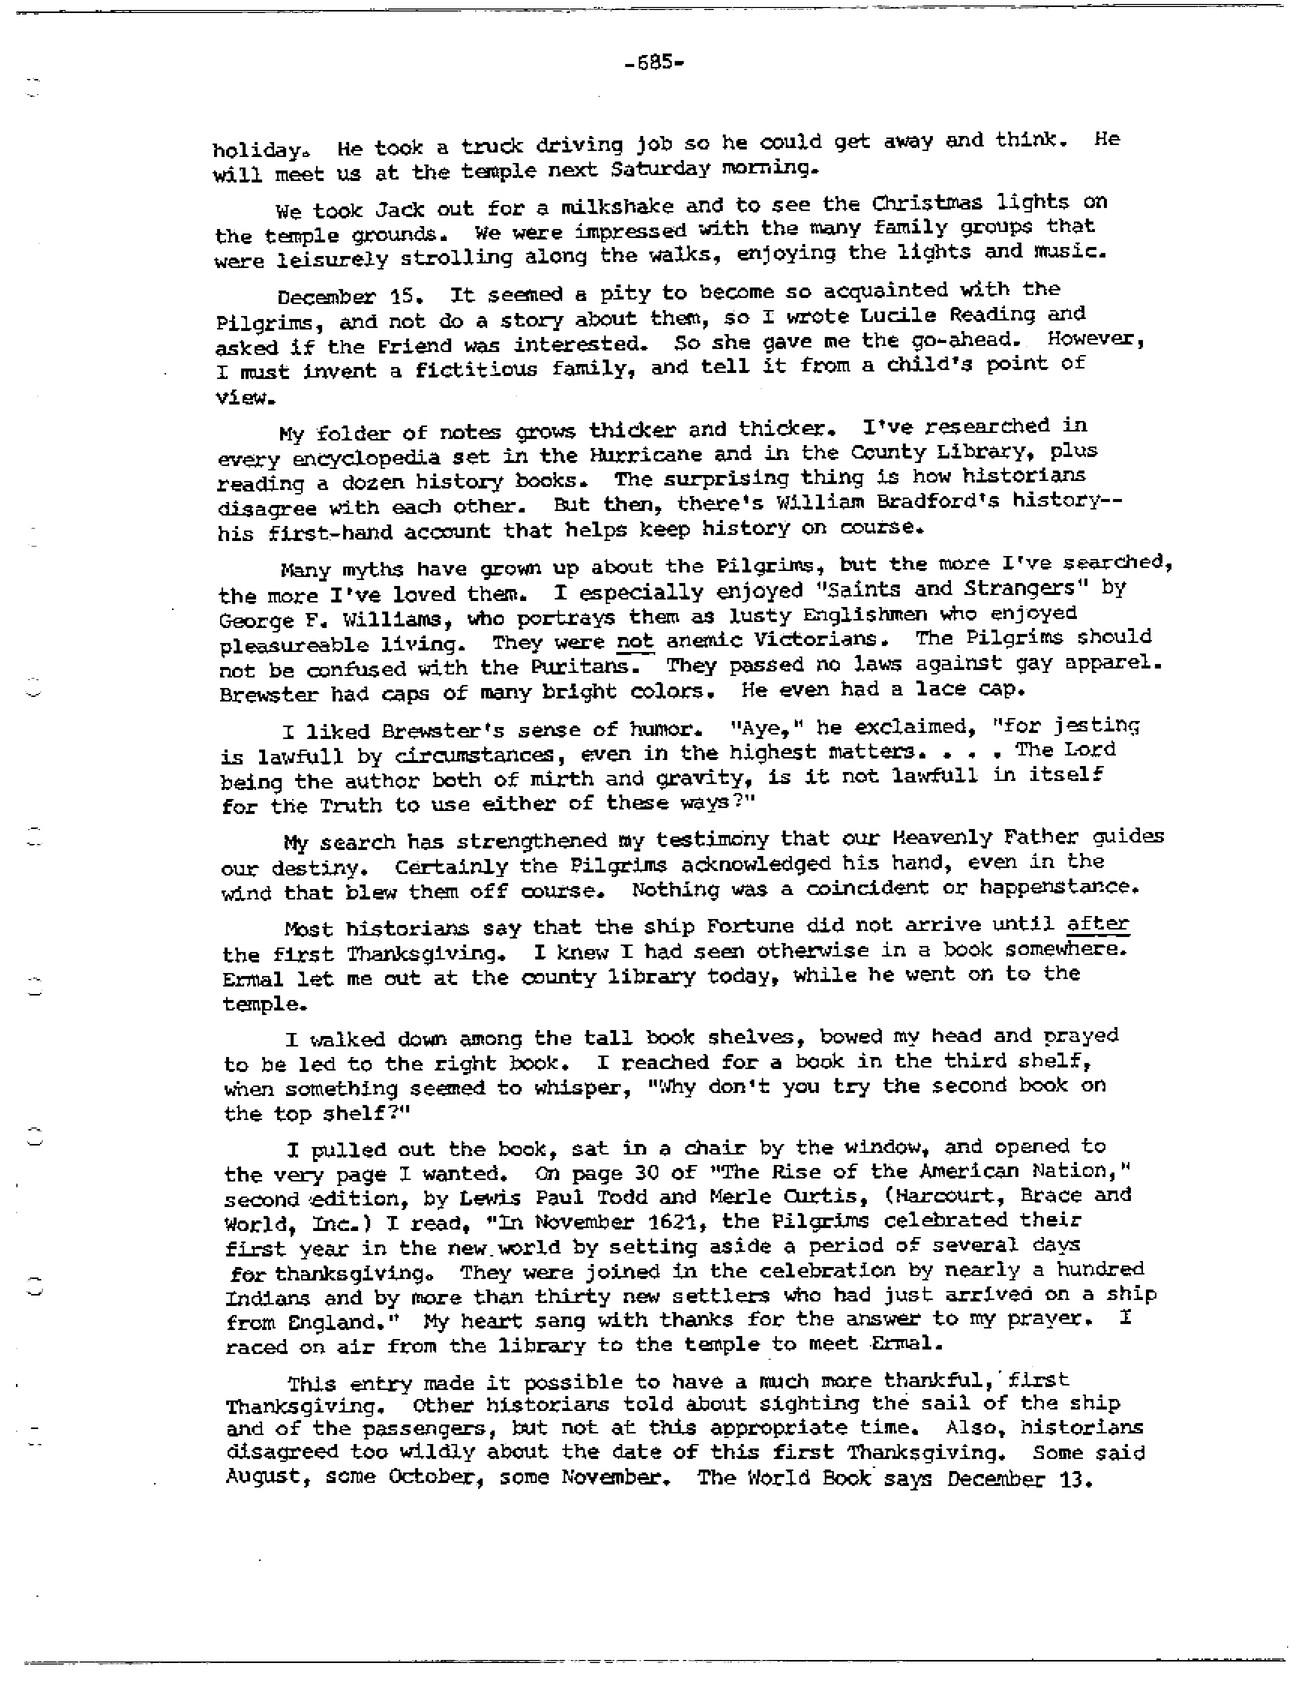 -685-
holiday. He took a truck driving job so he could get away and think. He
will meet us at the temple next Saturday morning.
We took Jack out for a milkshake and to see the Christmas lights on
the temple grounds. We were impressed with the many family groups that
were leisurely strolling along the walks, enjoying the lights and music.
December 15. It seemed a pity to become so acquainted with the
Pilgrims, and not do a story about them, so I wrote Lucile Reading and
asked if the Friend was interested. So she gave me the go-ahead. However,
I must invent a fictitious family, and tell it from a child's point of
view.
My folder of notes grows thicker and thicker. I've researched in
every encyclopedia set in the Hurricane and in the County Library, plus
reading a dozen history books. The surprising thing is how historians
disagree with each other. But then, there's William Bradford's history--
his first-hand account that helps keep history on course.
Many myths have grown up about the Pilgrims, but the more I've searched,
the more I've loved them. I especially enjoyed "Saints and Strangers" by
George F. Williams, who portrays them as lusty Englishmen who enjoyed
pleasureable living. They were not anemic Victorians. The Pilgrims should
not be confused with the Puritans. They passed no laws against gay apparel.
Brewster had caps of many bright colors. He even had a lace cap.
I liked Brewster's sense of humor. "Aye," he exclaimed, "for jesting
is lawfull by circumstances, even in the highest matters. . . . The Lord
being the author both of mirth and gravity, is it not lawfull in itself
for the Truth to use either of these ways?"
My search has strengthened my testimony that our Heavenly Father guides
our destiny. Certainly the Pilgrims acknowledged his hand, even in the
wind that blew them off course. Nothing was a coincident or happenstance.
Most historians say that the ship Fortune did not arrive until after
the first Thanksgiving. I knew I had seen otherwise in a book somewhere.
Ermal let me out at the county library today, while he went on to the
temple.
I walked down among the tall book shelves, bowed my head and prayed
to be led to the right book. I reached for a book in the third shelf,
when something seemed to whisper, "Why don't you try the second book on
the top shelf?"
I pulled out the book, sat in a chair by the window, and opened to
the very page I wanted. On page 30 of "The Rise of the American Nation,"
second edition, by Lewis Paul Todd and Merle Curtis, (Harcourt, Brace and
World, Inc.) I read, "In November 1621, the Pilgrims celebrated their
first year in the new world by setting aside a period of several days
for thanksgiving. They were joined in the celebration by nearly a hundred
Indians and by more than thirty new settlers who had just arrived on a ship
from England." My heart sang with thanks for the answer to my prayer. I
raced on air from the library to the temple to meet Ermal.
This entry made it possible to have a much more thankful, first
Thanksgiving. Other historians told about sighting the sail of the ship
and of the passengers, but not at this appropriate time. Also, historians
disagreed too wildly about the date of this first Thanksgiving. Some said
August, some October, some November. The World Book says December 13.